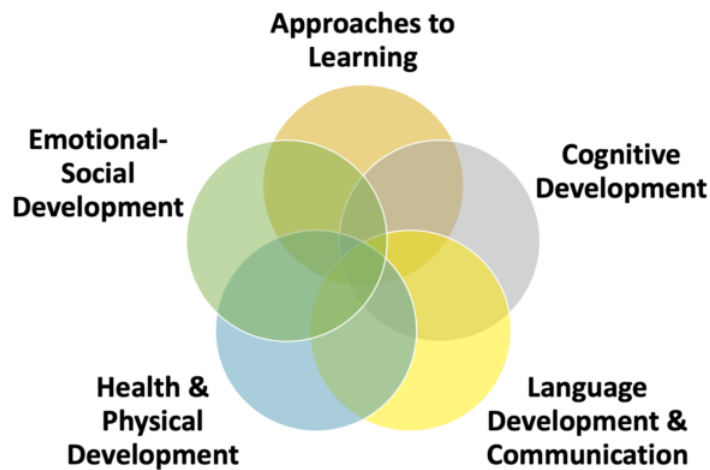 Approaches to
Learning
Emotional-
Social
Development
Cognitive
Development
Health &
Physical
Development
Language
Development &
Communication